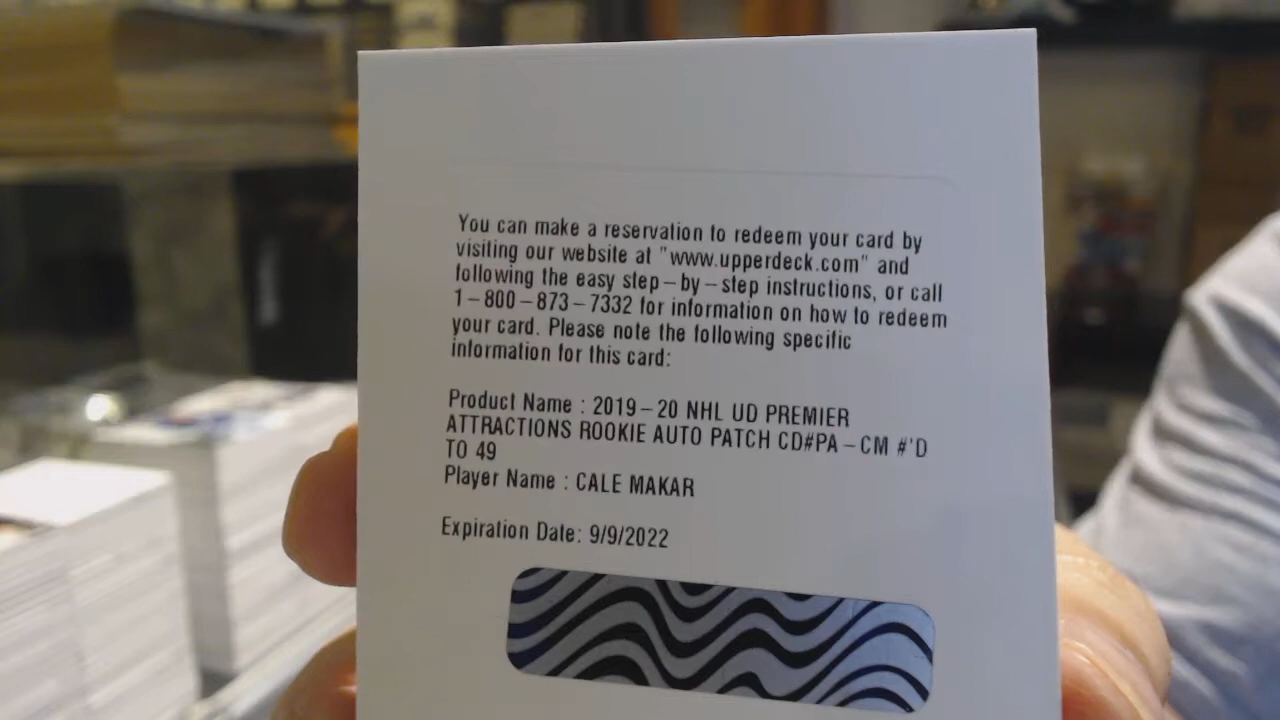 You can make a reservation to redeem your card by
visiting our website at "www.upperdeck.com" and
following the easy step–by–step instructions, or call
1–800–873–7332 for information on how to redeem
your card. Please note the following specific
information for this card:
Product Name : 2019–20 NHL UD PREMIER
ATTRACTIONS ROOKIE AUTO PATCH CD#PA–CM #'D
TO 49
Player Name : CALE MAKAR
Expiration Date: 9/9/2022